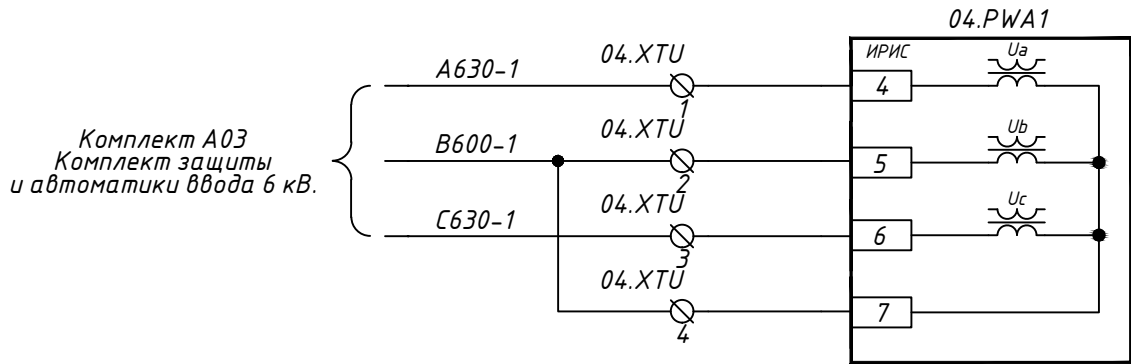 04.PWA1
A630-1
04.XTU
1
ИРИС
4
Ua
Комплект А03
Комплект защиты
и автоматики ввода 6 кВ.
B600-1
04.XTU
2
5
Ub
C630-1
04.XTU
3
6
Uc
04.XTU
4
7